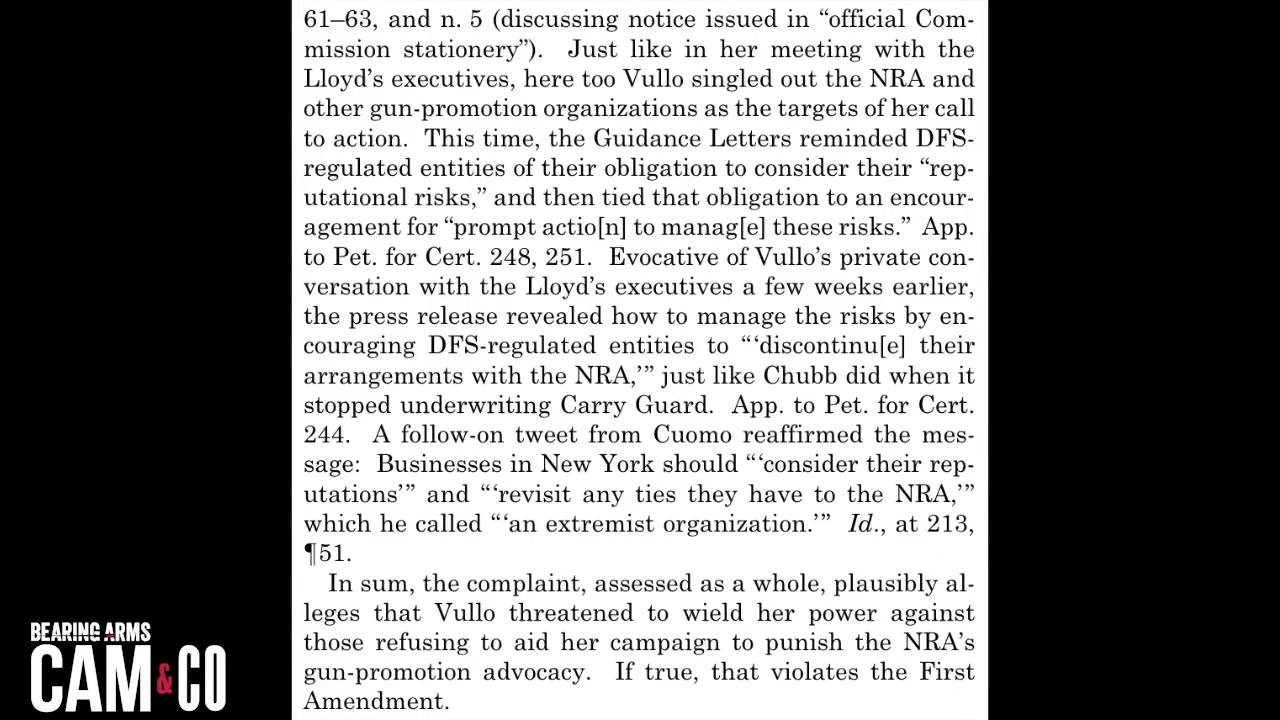 61–63, and n. 5 (discussing notice issued in “official Com-
mission stationery”). Just like in her meeting with the
Lloyd’s executives, here too Vullo singled out the NRA and
other gun-promotion organizations as the targets of her call
to action. This time, the Guidance Letters reminded DFS-
regulated entities of their obligation to consider their “rep-
utational risks,” and then tied that obligation to an encour-
agement for “prompt actio[n] to manag[e] these risks.” App.
to Pet. for Cert. 248, 251. Evocative of Vullo’s private con-
versation with the Lloyd’s executives a few weeks earlier,
the press release revealed how to manage the risks by en-
couraging DFS-regulated entities to “‘discontinu[e] their
arrangements with the NRA,’” just like Chubb did when it
stopped underwriting Carry Guard. App. to Pet. for Cert.
244. A follow-on tweet from Cuomo reaffirmed the mes-
sage: Businesses in New York should “‘consider their rep-
utations’” and “‘revisit any ties they have to the NRA,’”
which he called “‘an extremist organization.’” Id., at 213,
¶51.
In sum, the complaint, assessed as a whole, plausibly al-
leges that Vullo threatened to wield her power against
those refusing to aid her campaign to punish the NRA’s
gun-promotion advocacy. If true, that violates the First
Amendment.
BEARING ARMS
CAM&CO